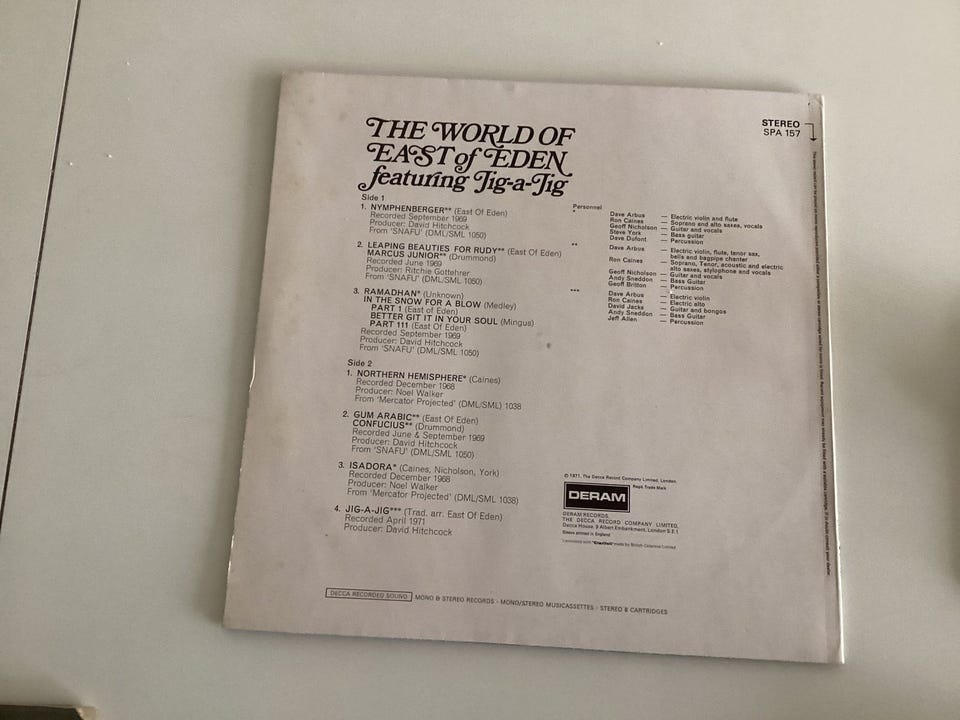 THE WORLD OF
EAST of EDEN
featuring Jig-a-Jig
STEREO
SPA 157
Side 1
1. NYMPHENBERGER** (East Of Eden)
Recorded September 1969
Producer: David Hitchcock
From 'SNAFU' (DML/SML 1050)
2. LEAPING BEAUTIES FOR RUDY** (East Of Eden)
MARCUS JUNIOR** (Drummond)
Recorded June 1969
Producer: Ritchie Gottehrer
From 'SNAFU' (DML/SML 1050)
3. RAMADHAN* (Unknown)
IN THE SNOW FOR A BLOW (Medley)
PART 1 (East of Eden)
BETTER GIT IT IN YOUR SOUL (Mingus)
PART 111 (East of Eden)
Recorded September 1969
Producer: David Hitchcock
From 'SNAFU' (DML/SML 1050)
Side 2
1. NORTHERN HEMISPHERE* (Caines)
Recorded December 1968
Producer: Noel Walker
From 'Mercator Projected' (DML/SML) 1038
2. GUM ARABIC** (East Of Eden)
CONFUCIUS** (Drummond)
Recorded June & September 1969
Producer: David Hitchcock
From 'SNAFU' (DML/SML 1050)
3. ISADORA* (Caines, Nicholson, York)
Recorded December 1968
Producer: Noel Walker
From 'Mercator Projected' (DML/SML 1038)
4. JIG-A-JIG*** (Trad. arr. East Of Eden)
Recorded April 1971
Producer: David Hitchcock
Personnel
*
Dave Arbus — Electric violin and flute
Ron Caines — Soprano and alto saxes, vocals
Geoff Nicholson — Guitar and vocals
Steve York — Bass guitar
Dave Dufont — Percussion
**
Dave Arbus — Electric violin, flute, tenor sax,
bells and bagpipe chanter
Ron Caines — Soprano, Tenor, acoustic and electric
alto saxes, stylophone and vocals
Geoff Nicholson — Guitar and vocals
Andy Sneddon — Bass Guitar
Geoff Britton — Percussion
***
Dave Arbus — Electric violin
Ron Caines — Electric alto
David Jacks — Guitar and bongos
Andy Sneddon — Bass Guitar
Jeff Allen — Percussion
© 1971, The Decca Record Company Limited, London.
DERAM
Regd. Trade Mark
DERAM RECORDS,
THE DECCA RECORD COMPANY LIMITED,
Decca House, 9 Albert Embankment, London S.E.1
Sleeve printed in England
Laminated with 'Clarifoil' made by British Celanese Limited
DECCA RECORDED SOUND
MONO & STEREO RECORDS · MONO/STEREO MUSICASSETTES · STEREO 8 CARTRIDGES